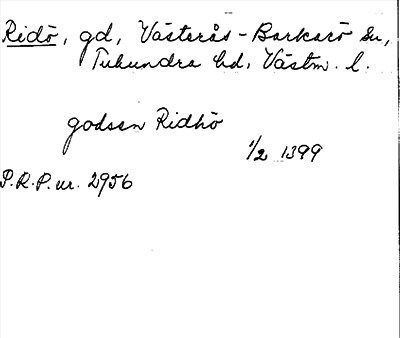 Ridö, gd, Västerås-Barkarö sn,
Tuhundra hd, Västm. l.
godsen Ridhö
1/2 1399
P.R.P. nr. 2956